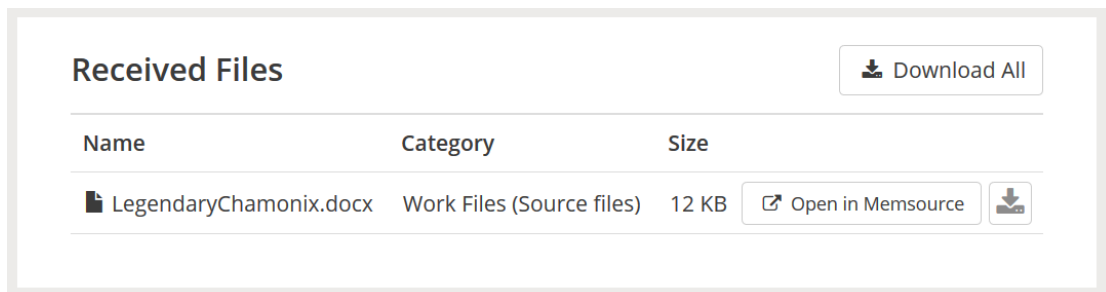 Received Files
Download All
Name Category Size
LegendaryChamonix.docx Work Files (Source files) 12 KB Open in Memsource